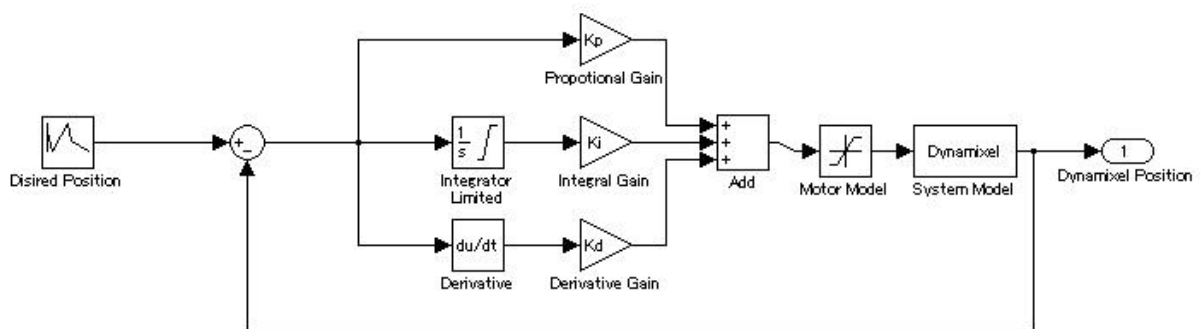 Kp
Propotional Gain
Disired Position
+
-
1
s
Integrator
Limited
Ki
Integral Gain
du/dt
Derivative
Kd
Derivative Gain
+
+
+
Add
Motor Model
Dynamixel
System Model
1
Dynamixel Position